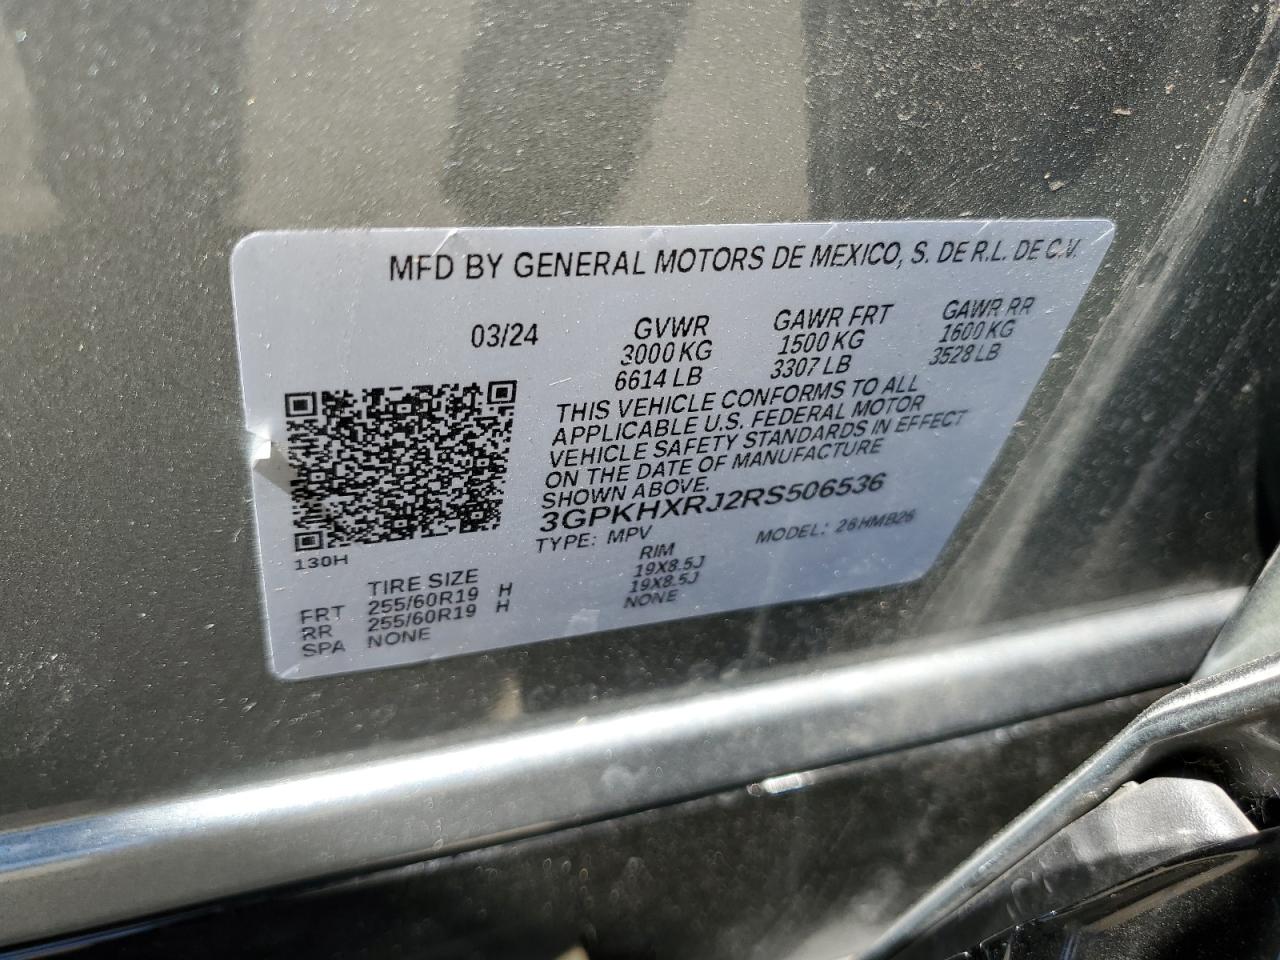 MFD BY GENERAL MOTORS DE MEXICO, S. DE R.L. DE C.V.
03/24 GVWR GAWR FRT GAWR RR
3000 KG 1500 KG 1600 KG
6614 LB 3307 LB 3528 LB
THIS VEHICLE CONFORMS TO ALL
APPLICABLE U.S. FEDERAL MOTOR
VEHICLE SAFETY STANDARDS IN EFFECT
ON THE DATE OF MANUFACTURE
SHOWN ABOVE.
3GPKHXRJ2RS506536
TYPE: MPV MODEL: 26HMB26
130H
TIRE SIZE RIM
FRT 255/60R19 H 19X8.5J
RR 255/60R19 H 19X8.5J
SPA NONE NONE